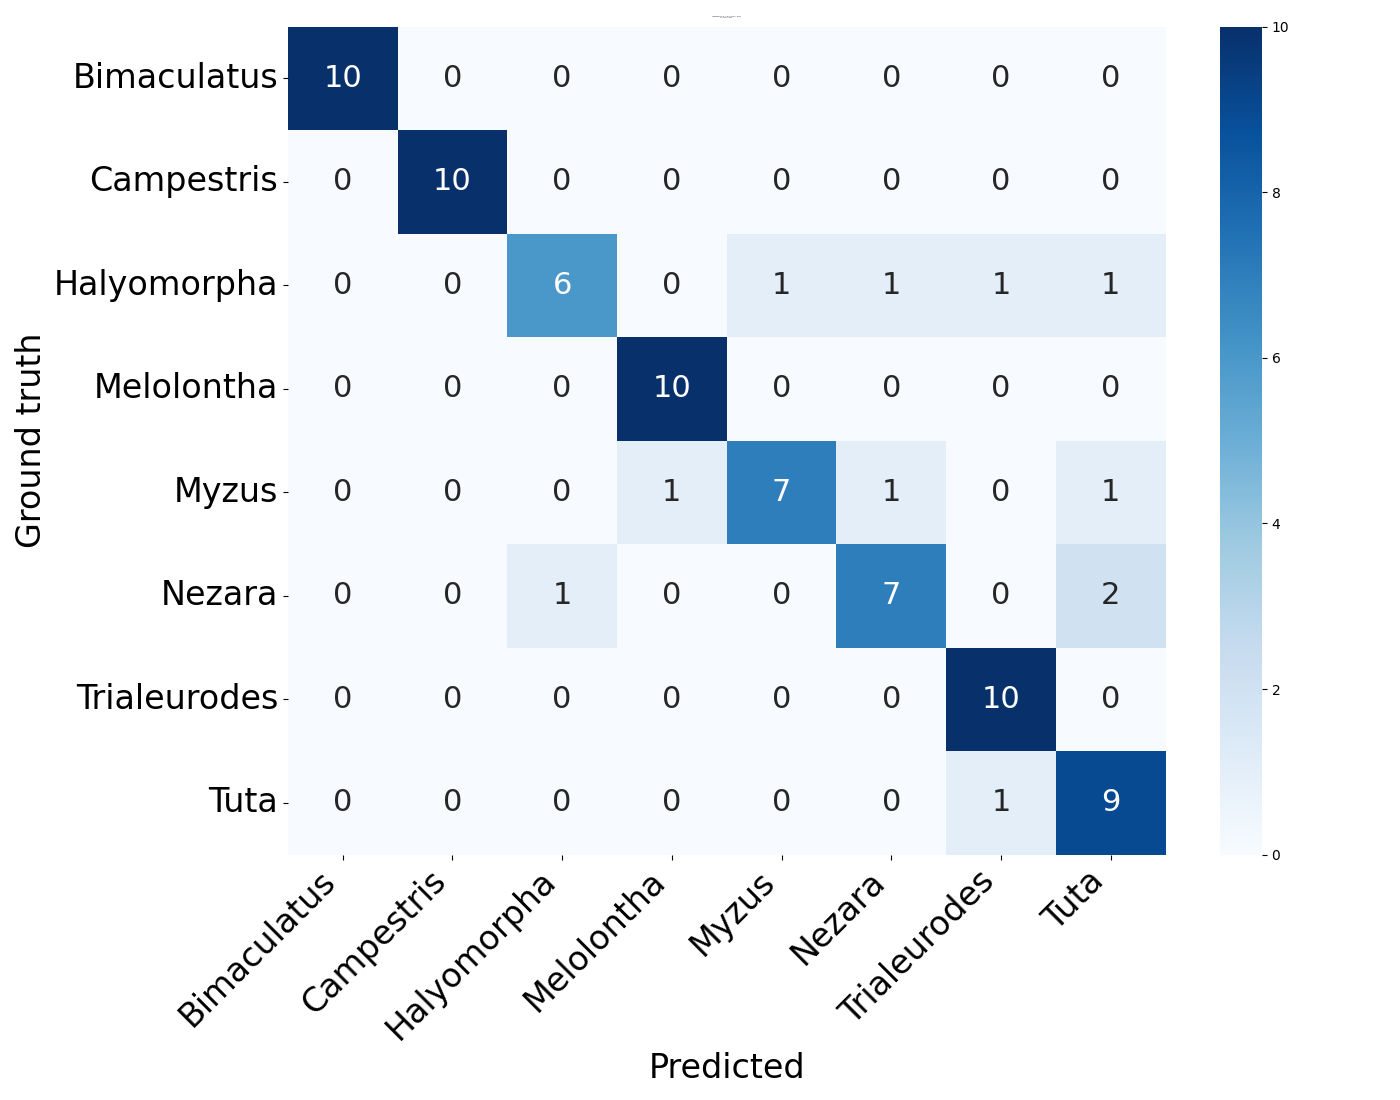 10
Bimaculatus 10 0 0 0 0 0 0 0
Campestris 0 10 0 0 0 0 0 0
8
Halyomorpha 0 0 6 0 1 1 1 1
6
Melolontha 0 0 0 10 0 0 0 0
Ground truth
Myzus 0 0 0 1 7 1 0 1
4
Nezara 0 0 1 0 0 7 0 2
2
Trialeurodes 0 0 0 0 0 0 10 0
Tuta 0 0 0 0 0 0 1 9
0
Bimaculatus
Campestris
Halyomorpha
Melolontha
Myzus
Nezara
Trialeurodes
Tuta
Predicted